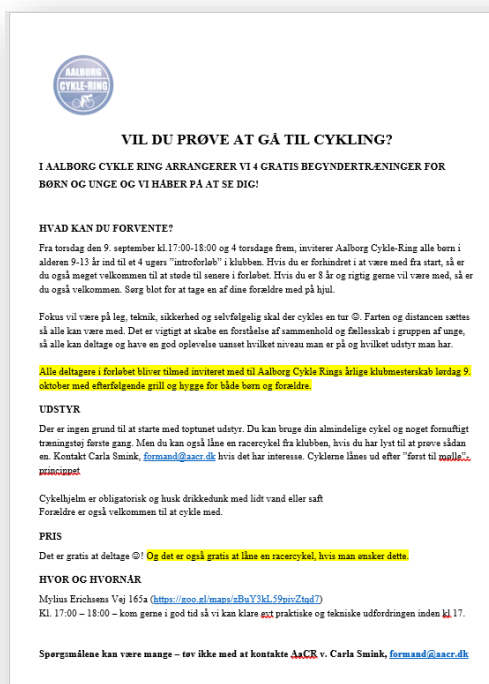 AALBORG
CYKLE-RING
VIL DU PRØVE AT GÅ TIL CYKLING?
I AALBORG CYKLE RING ARRANGERER VI 4 GRATIS BEGYNDERTRÆNINGER FOR
BØRN OG UNGE OG VI HÅBER PÅ AT SE DIG!
HVAD KAN DU FORVENTE?
Fra torsdag den 9. september kl.17:00-18:00 og 4 torsdage frem, inviterer Aalborg Cykle-Ring alle børn i
alderen 9-13 år ind til et 4 ugers ”introforløb” i klubben. Hvis du er forhindret i at være med fra start, så er
du også meget velkommen til at støde til senere i forløbet. Hvis du er 8 år og rigtig gerne vil være med, så er
du også velkommen. Sørg blot for at tage en af dine forældre med på hjul.
Fokus vil være på leg, teknik, sikkerhed og selvfølgelig skal der cykles en tur ☺. Farten og distancen sættes
så alle kan være med. Det er vigtigt at skabe en forståelse af sammenhold og fællesskab i gruppen af unge,
så alle kan deltage og have en god oplevelse uanset hvilket niveau man er på og hvilket udstyr man har.
Alle deltagere i forløbet bliver tilmed inviteret med til Aalborg Cykle Rings årlige klubmesterskab lørdag 9.
oktober med efterfølgende grill og hygge for både børn og forældre.
UDSTYR
Der er ingen grund til at starte med toptunet udstyr. Du kan bruge din almindelige cykel og noget fornuftigt
træningstøj første gang. Men du kan også låne en racercykel fra klubben, hvis du har lyst til at prøve sådan
en. Kontakt Carla Smink, formand@aacr.dk hvis det har interesse. Cyklerne lånes ud efter ”først til mølle”-
princippet
Cykelhjelm er obligatorisk og husk drikkedunk med lidt vand eller saft
Forældre er også velkommen til at cykle med.
PRIS
Det er gratis at deltage ☺! Og det er også gratis at låne en racercykel, hvis man ønsker dette.
HVOR OG HVORNÅR
Mylius Erichsens Vej 165a (https://goo.gl/maps/zBuY3kL59pivZtqd7)
Kl. 17:00 – 18:00 – kom gerne i god tid så vi kan klare evt praktiske og tekniske udfordringen inden kl 17.
Spørgsmålene kan være mange – tøv ikke med at kontakte AaCR v. Carla Smink, formand@aacr.dk